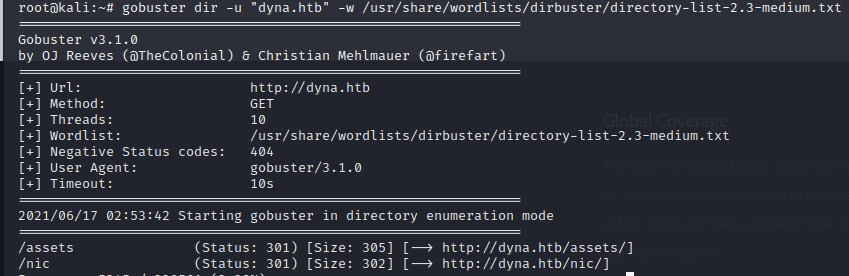 root@kali:~# gobuster dir -u "dyna.htb" -w /usr/share/wordlists/dirbuster/directory-list-2.3-medium.txt
===============================================================
Gobuster v3.1.0
by OJ Reeves (@TheColonial) & Christian Mehlmauer (@firefart)
===============================================================
[+] Url:                     http://dyna.htb
[+] Method:                  GET
[+] Threads:                 10
[+] Wordlist:                /usr/share/wordlists/dirbuster/directory-list-2.3-medium.txt
[+] Negative Status codes:   404
[+] User Agent:              gobuster/3.1.0
[+] Timeout:                 10s
===============================================================
2021/06/17 02:53:42 Starting gobuster in directory enumeration mode
===============================================================
/assets               (Status: 301) [Size: 305] [--> http://dyna.htb/assets/]
/nic                  (Status: 301) [Size: 302] [--> http://dyna.htb/nic/]
Global Coverage